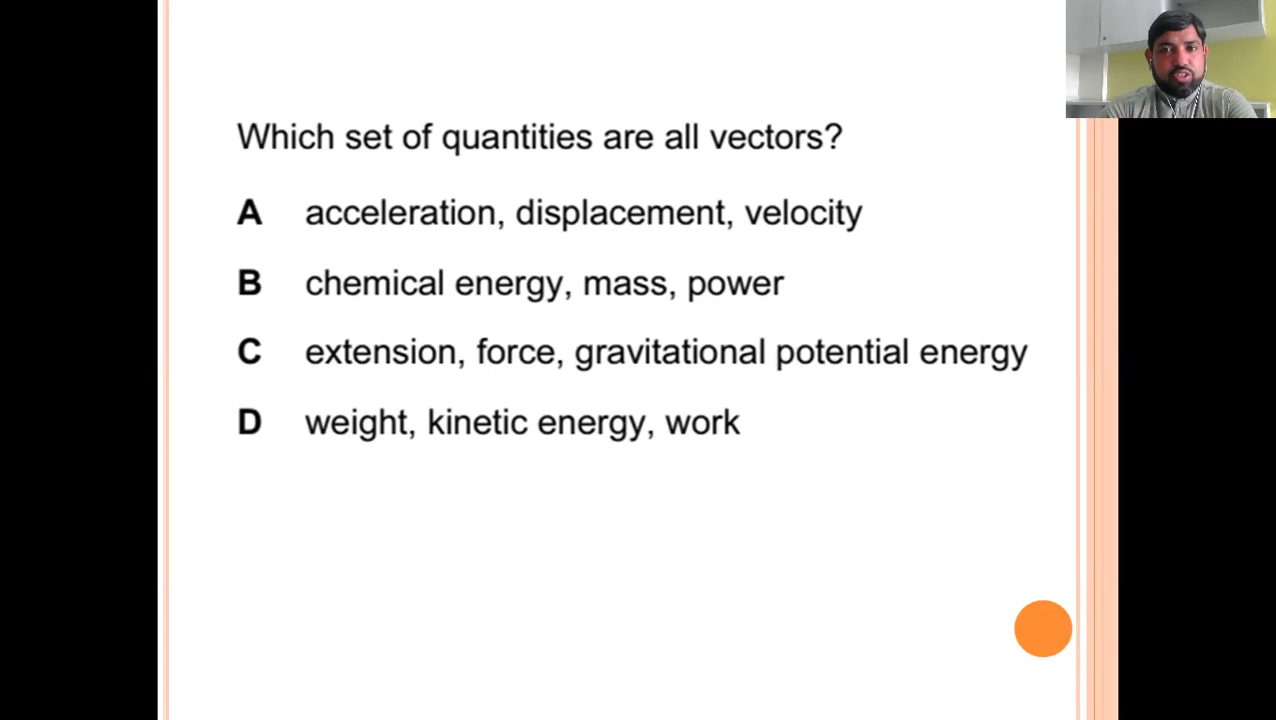 Which set of quantities are all vectors?
A acceleration, displacement, velocity
B chemical energy, mass, power
C extension, force, gravitational potential energy
D weight, kinetic energy, work